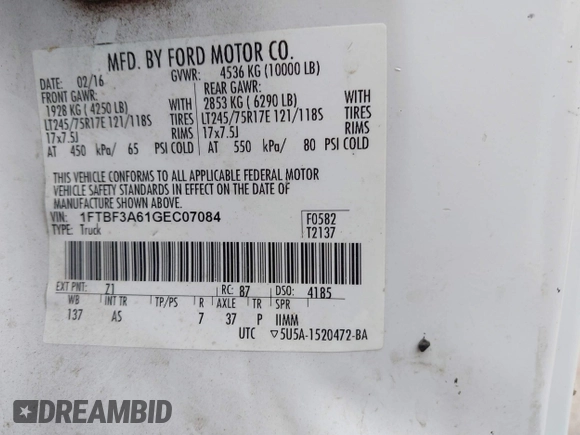 MFD. BY FORD MOTOR CO.
DATE: 02/16 GVWR: 4536 KG (10000 LB)
FRONT GAWR: REAR GAWR:
1928 KG ( 4250 LB) WITH 2853 KG ( 6290 LB) WITH
LT245/75R17E 121/118S TIRES LT245/75R17E 121/118S TIRES
17x7.5J RIMS 17x7.5J RIMS
AT 450 kPa/ 65 PSI COLD AT 550 kPa/ 80 PSI COLD
THIS VEHICLE CONFORMS TO ALL APPLICABLE FEDERAL MOTOR
VEHICLE SAFETY STANDARDS IN EFFECT ON THE DATE OF
MANUFACTURE SHOWN ABOVE.
VIN: 1FTBF3A61GEC07084 F0582
TYPE: Truck T2137
EXT PNT: Z1 RC: 87 DSO: 4185
WB INT TR TP/PS R AXLE TR SPR
137 AS 7 37 P IIMM
UTC ▽5U5A-1520472-BA
DREAMBID